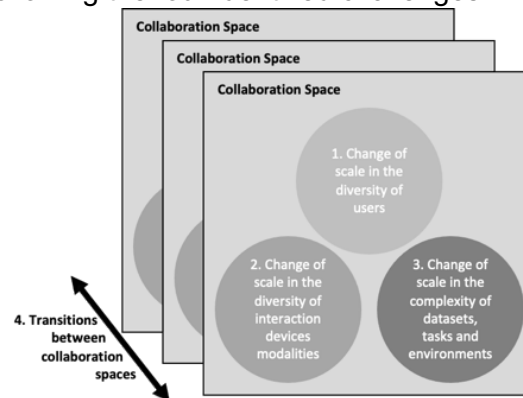 Collaboration Space
Collaboration Space
Collaboration Space
1. Change of
scale in the
diversity of
users
2. Change of
scale in the
diversity of
interaction
devices
modalities
3. Change of
scale in the
complexity of
datasets,
tasks and
environments
4. Transitions
between
collaboration
spaces